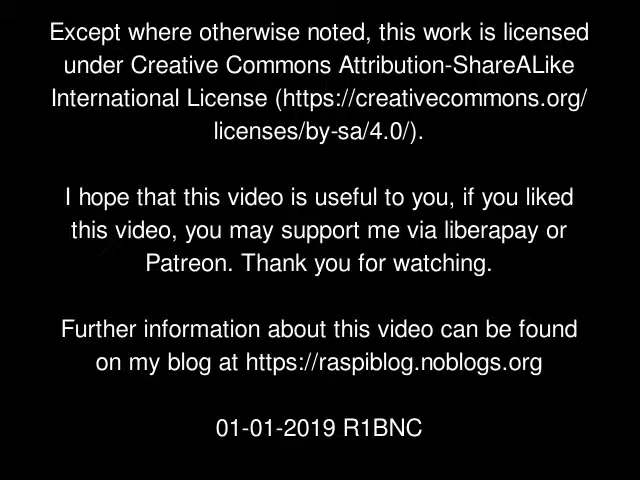 Except where otherwise noted, this work is licensed
under Creative Commons Attribution-ShareALike
International License (https://creativecommons.org/
licenses/by-sa/4.0/).
I hope that this video is useful to you, if you liked
this video, you may support me via liberapay or
Patreon. Thank you for watching.
Further information about this video can be found
on my blog at https://raspiblog.noblogs.org
01-01-2019 R1BNC